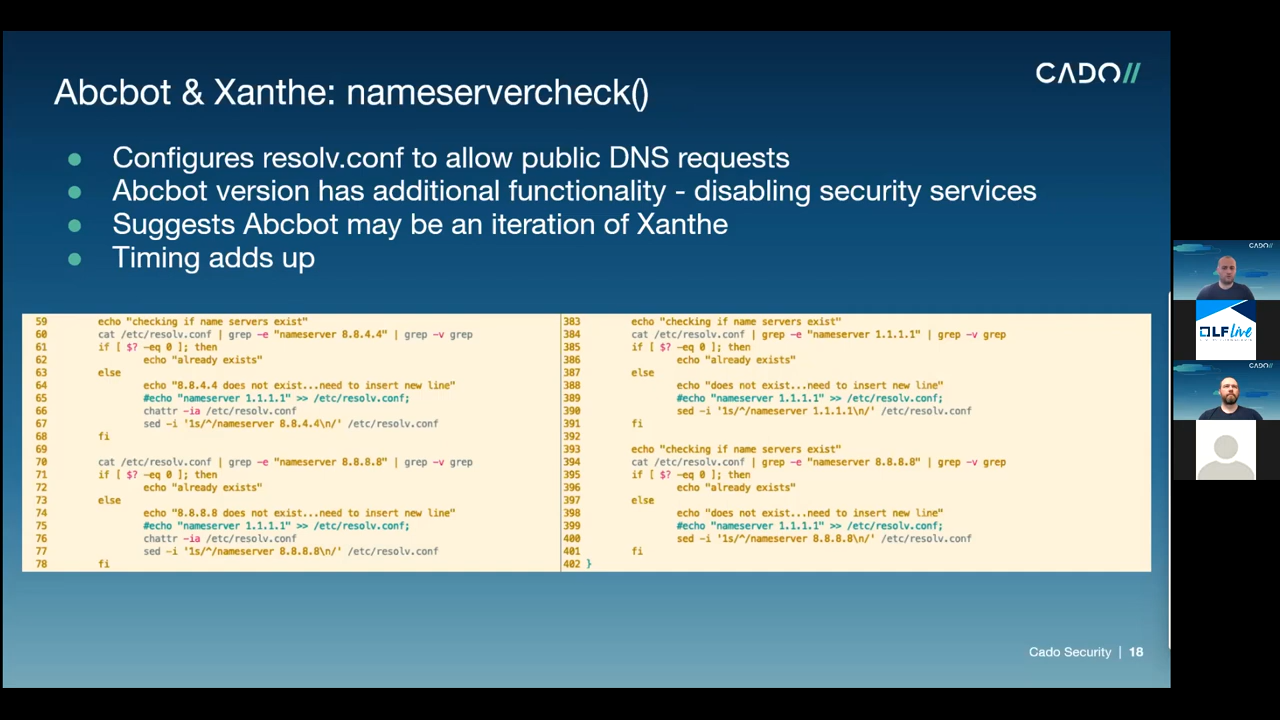 CADO//
Abcbot & Xanthe: nameservercheck()
● Configures resolv.conf to allow public DNS requests
● Abcbot version has additional functionality - disabling security services
● Suggests Abcbot may be an iteration of Xanthe
● Timing adds up
59 echo "checking if name servers exist"
60 cat /etc/resolv.conf | grep -e "nameserver 8.8.4.4" | grep -v grep
61 if [ $? -eq 0 ]; then
62 echo "already exists"
63 else
64 echo "8.8.4.4 does not exist...need to insert new line"
65 #echo "nameserver 1.1.1.1" >> /etc/resolv.conf;
66 chattr -ia /etc/resolv.conf
67 sed -i '1s/^/nameserver 8.8.4.4\n/' /etc/resolv.conf
68 fi
69
70 cat /etc/resolv.conf | grep -e "nameserver 8.8.8.8" | grep -v grep
71 if [ $? -eq 0 ]; then
72 echo "already exists"
73 else
74 echo "8.8.8.8 does not exist...need to insert new line"
75 #echo "nameserver 1.1.1.1" >> /etc/resolv.conf;
76 chattr -ia /etc/resolv.conf
77 sed -i '1s/^/nameserver 8.8.8.8\n/' /etc/resolv.conf
78 fi
383 echo "checking if name servers exist"
384 cat /etc/resolv.conf | grep -e "nameserver 1.1.1.1" | grep -v grep
385 if [ $? -eq 0 ]; then
386 echo "already exists"
387 else
388 echo "does not exist...need to insert new line"
389 #echo "nameserver 1.1.1.1" >> /etc/resolv.conf;
390 sed -i '1s/^/nameserver 1.1.1.1\n/' /etc/resolv.conf
391 fi
392
393 echo "checking if name servers exist"
394 cat /etc/resolv.conf | grep -e "nameserver 8.8.8.8" | grep -v grep
395 if [ $? -eq 0 ]; then
396 echo "already exists"
397 else
398 echo "does not exist...need to insert new line"
399 #echo "nameserver 1.1.1.1" >> /etc/resolv.conf;
400 sed -i '1s/^/nameserver 8.8.8.8\n/' /etc/resolv.conf
401 fi
402 }
Cado Security | 18
CADO//
LF live
CADO//